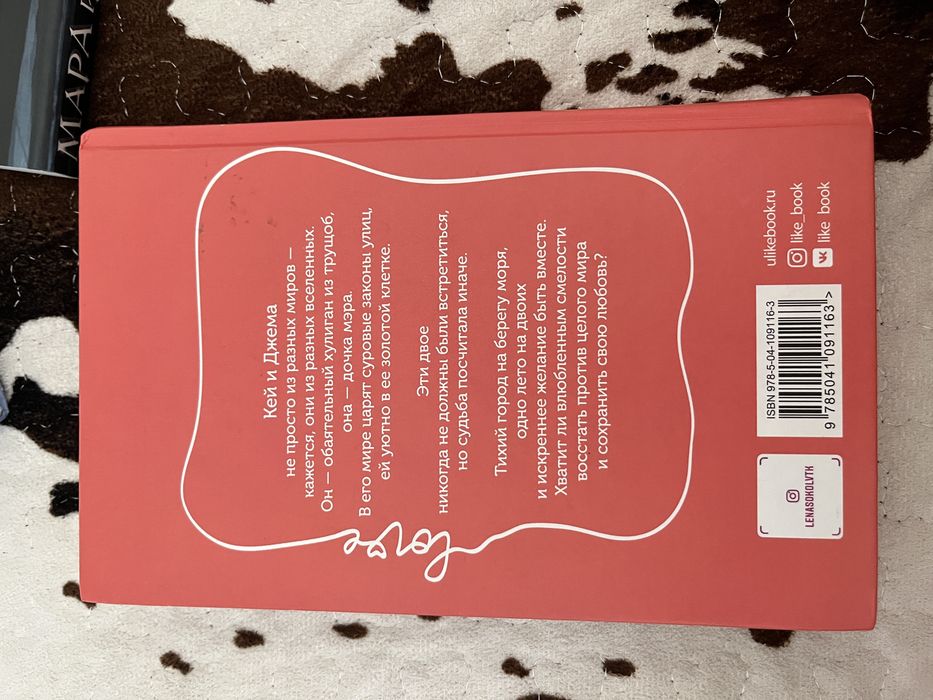 МАРА
Кей и Джема
не просто из разных миров —
кажется, они из разных вселенных.
Он — обаятельный хулиган из трущоб,
она — дочка мэра.
В его мире царят суровые законы улиц,
ей уютно в ее золотой клетке.
Эти двое
никогда не должны были встретиться,
но судьба посчитала иначе.
Тихий город на берегу моря,
одно лето на двоих
и искреннее желание быть вместе.
Хватит ли влюбленным смелости
восстать против целого мира
и сохранить свою любовь?
love
LENASOKOLVTK
ISBN 978-5-04-109116-3
9 785041 091163 >
ulikebook.ru
like_book
like book